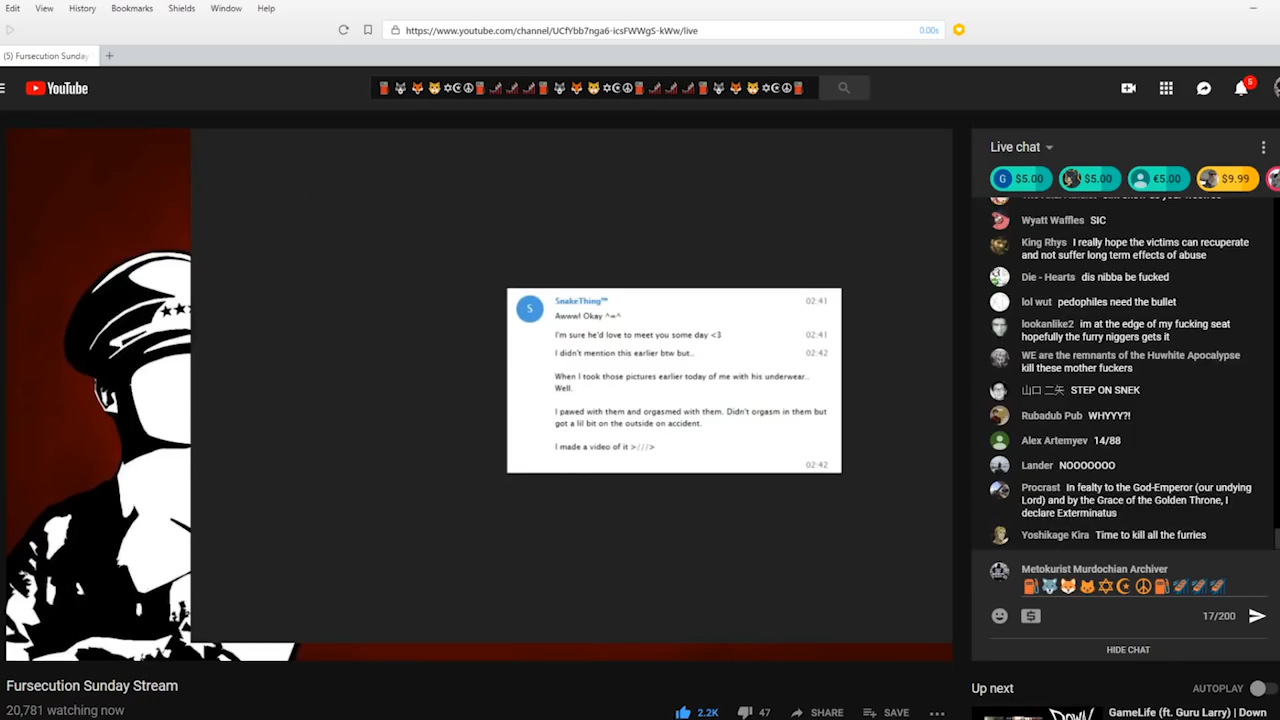 Edit View History Bookmarks Shields Window Help
https://www.youtube.com/channel/UCfYbb7nga6-icsFWWgS-kWw/live 0.00s
(5) Fursecution Sunday
YouTube
5
Live chat
G $5.00 $5.00 €5.00 $9.99
Wyatt Waffles SIC
King Rhys I really hope the victims can recuperate
and not suffer long term effects of abuse
Die - Hearts dis nibba be fucked
lol wut pedophiles need the bullet
hokanlike2 im at the edge of my fucking seat
hopfully the furry niggers gets it
WE are the remnants of the Huwhite Apocalypse
kill these mother fuckers
山口二矢 STEP ON SNEK
Rubadub Pub WHYYY?!
Alex Artemyev 14/88
Lander NOOOOOOO
Procrast In fealty to the God-Emperor (our undying
Lord) and by the Grace of the Golden Throne, I
declare Exterminatus
Yoshikage Kira Time to kill all the furries
Metokurist Murdochian Archiver
17/200
HIDE CHAT
S
SnakeThing™ 02:41
Awww! Okay ^=^
I'm sure he'd love to meet you some day <3 02:41
I didn't mention this earlier btw but.. 02:42
When I took those pictures earlier today of me with his underwear..
Well.
I pawed with them and orgasmed with them. Didn't orgasm in them but
got a lil bit on the outside on accident.
I made a video of it >///>
02:42
Fursecution Sunday Stream
20,781 watching now
2.2K 47 SHARE SAVE
Up next AUTOPLAY
GameLife (ft. Guru Larry) | Down